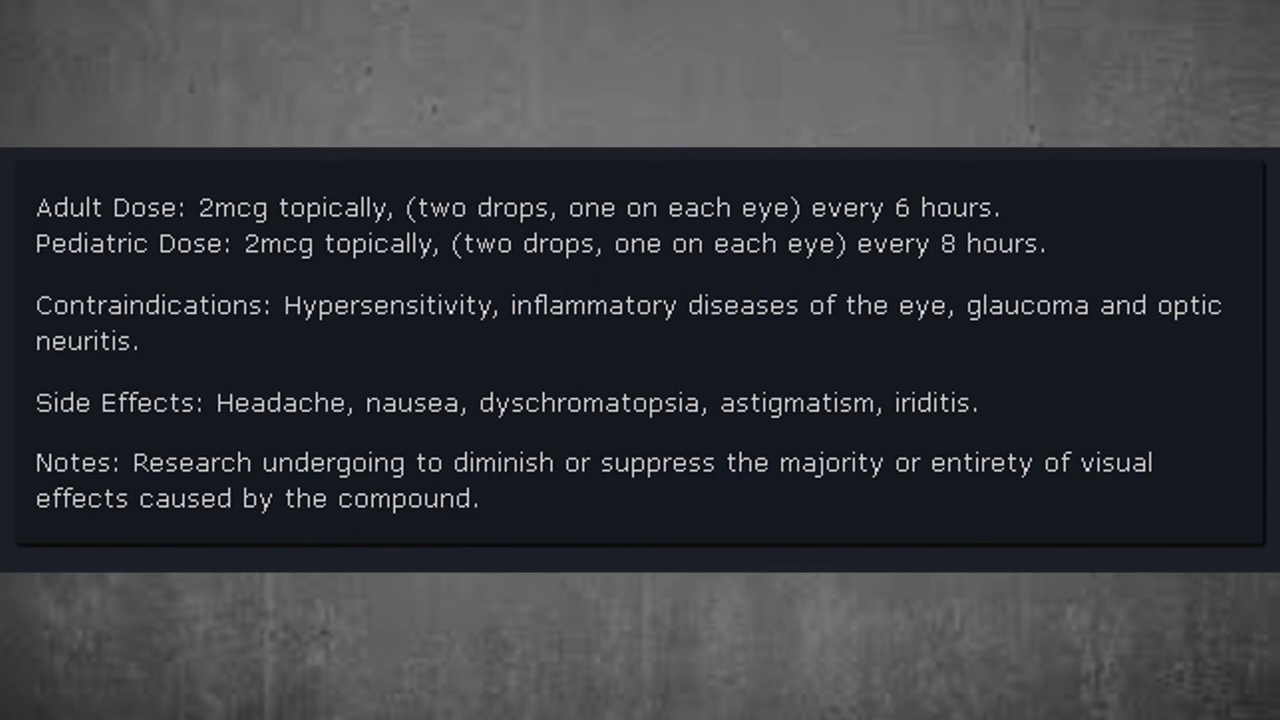 Adult Dose: 2mcg topically, (two drops, one on each eye) every 6 hours.
Pediatric Dose: 2mcg topically, (two drops, one on each eye) every 8 hours.
Contraindications: Hypersensitivity, inflammatory diseases of the eye, glaucoma and optic
neuritis.
Side Effects: Headache, nausea, dyschromatopsia, astigmatism, iriditis.
Notes: Research undergoing to diminish or suppress the majority or entirety of visual
effects caused by the compound.